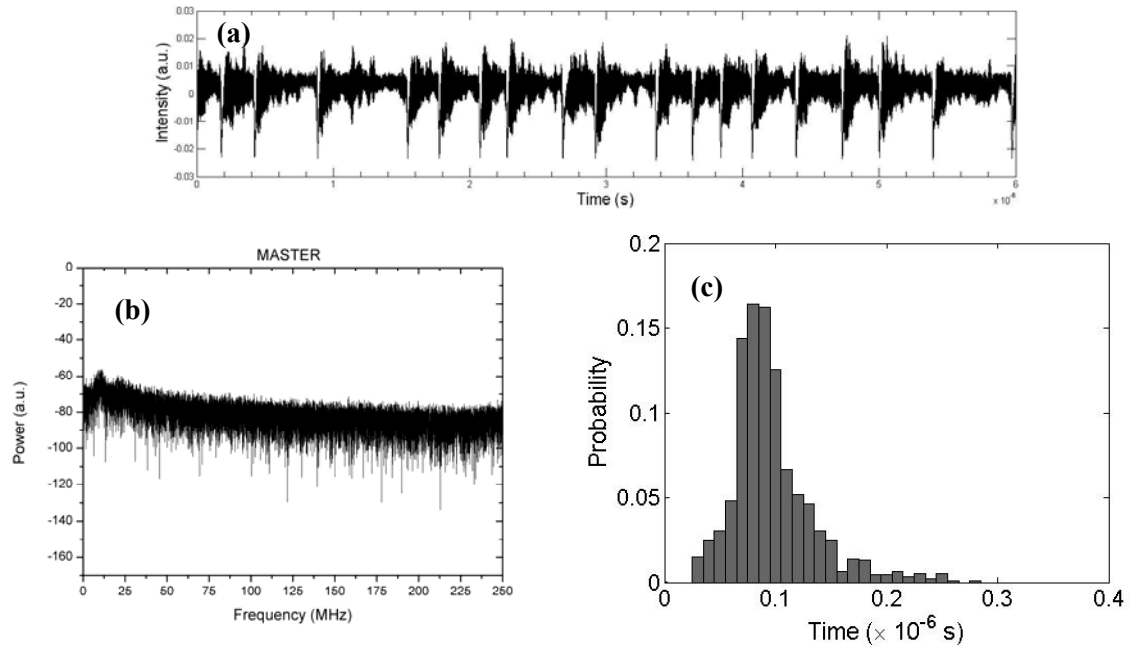 (a)
Intensity (a.u.)
0.03
0.02
0.01
0
-0.01
-0.02
-0.03
0 1 2 3 4 5 6
Time (s)
× 10-6
MASTER
(b)
Power (a.u.)
0
-20
-40
-60
-80
-100
-120
-140
-160
0 25 50 75 100 125 150 175 200 225 250
Frequency (MHz)
(c)
Probability
0.2
0.15
0.1
0.05
0
0 0.1 0.2 0.3 0.4
Time (× 10-6 s)